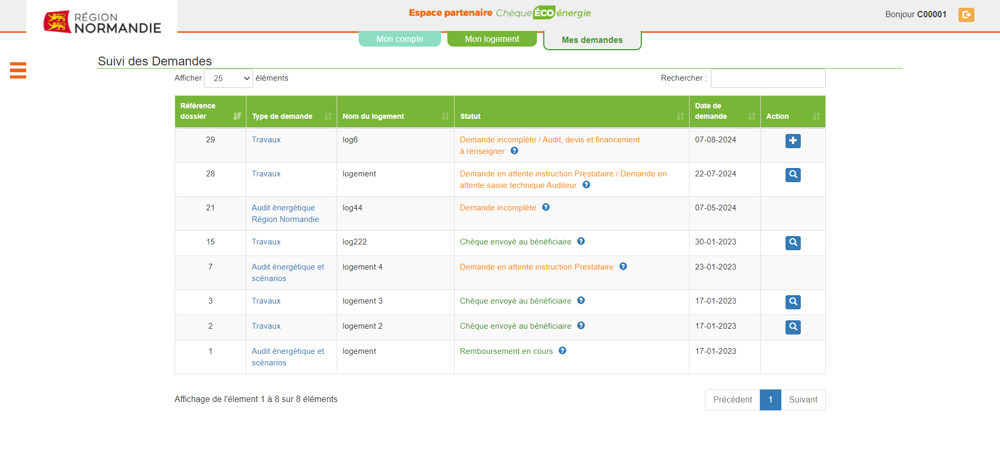 RÉGION
NORMANDIE
Espace partenaire Chèque ÉCO énergie
Bonjour C00001
Mon compte
Mon logement
Mes demandes
Suivi des Demandes
Afficher 25 éléments
Rechercher :
Référence
dossier
Type de demande
Nom du logement
Statut
Date de
demande
Action
29
Travaux
log6
Demande incomplète / Audit, devis et financement
à renseigner
07-08-2024
28
Travaux
logement
Demande en attente instruction Prestataire / Demande en
attente saisie technique Auditeur
22-07-2024
21
Audit énergétique
Région Normandie
log44
Demande incomplète
07-05-2024
15
Travaux
log222
Chèque envoyé au bénéficiaire
30-01-2023
7
Audit énergétique et
scénarios
logement 4
Demande en attente instruction Prestataire
23-01-2023
3
Travaux
logement 3
Chèque envoyé au bénéficiaire
17-01-2023
2
Travaux
logement 2
Chèque envoyé au bénéficiaire
17-01-2023
1
Audit énergétique et
scénarios
logement
Remboursement en cours
17-01-2023
Affichage de l'élement 1 à 8 sur 8 éléments
Précédent
1
Suivant